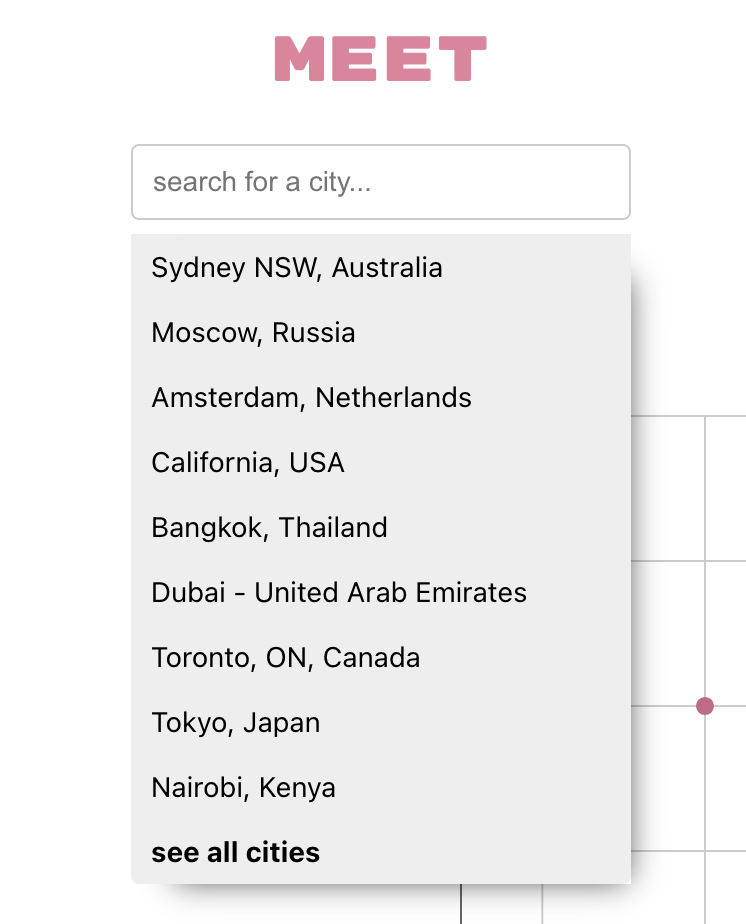 MEET
search for a city...
Sydney NSW, Australia
Moscow, Russia
Amsterdam, Netherlands
California, USA
Bangkok, Thailand
Dubai - United Arab Emirates
Toronto, ON, Canada
Tokyo, Japan
Nairobi, Kenya
see all cities